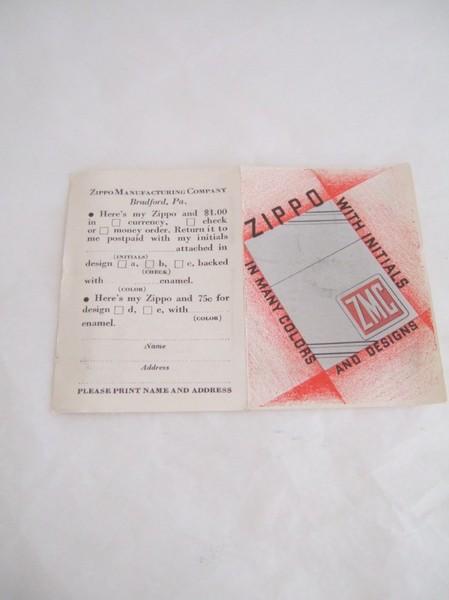 ZIPPO MANUFACTURING COMPANY
Bradford, Pa.
● Here's my Zippo and $1.00
in □ currency, □ check
or □ money order. Return it to
me postpaid with my initials
attached in
(INITIALS)
design □ a, □ b, □ c, backed
(CHECK)
with enamel.
(COLOR)
● Here's my Zippo and 75c for
design □ d, □ e, with
(COLOR)
enamel.
Name
Address
PLEASE PRINT NAME AND ADDRESS
ZIPPO
WITH INITIALS
IN MANY COLORS
AND DESIGNS
ZMC